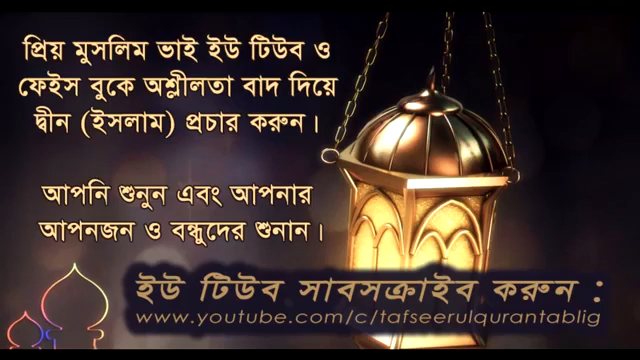 প্রিয় মুসলিম ভাই ইউ টিউব ও
ফেইস বুকে অশ্লীলতা বাদ দিয়ে
দ্বীন (ইসলাম) প্রচার করুন।
আপনি শুনুন এবং আপনার
আপনজন ও বন্ধুদের শুনান।
ইউ টিউব সাবসক্রাইব করুন :
www.youtube.com/c/tafseerulqurantablig